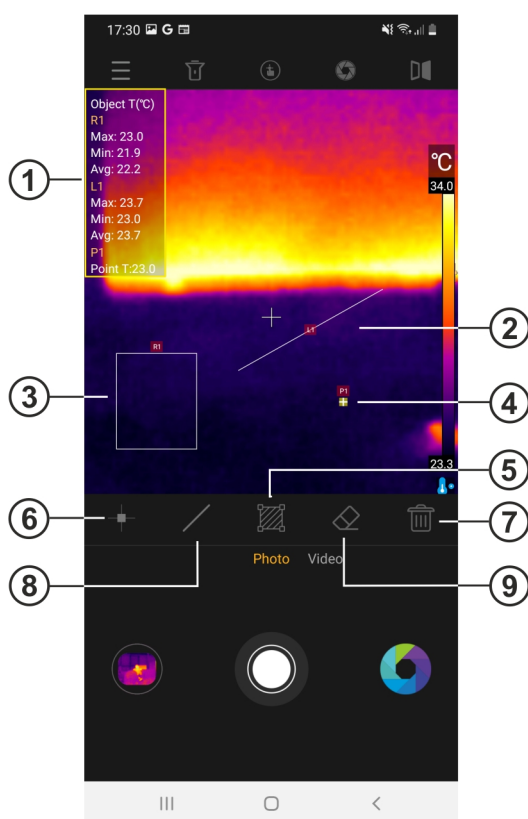 17:30 G
Object T(℃)
R1
Max: 23.0
Min: 21.9
Avg: 22.2
L1
Max: 23.7
Min: 23.0
Avg: 23.7
P1
Point T:23.0
℃
34.0
1
L1
2
R1
P1
3
4
23.3
5
6
7
Photo Video
8
9